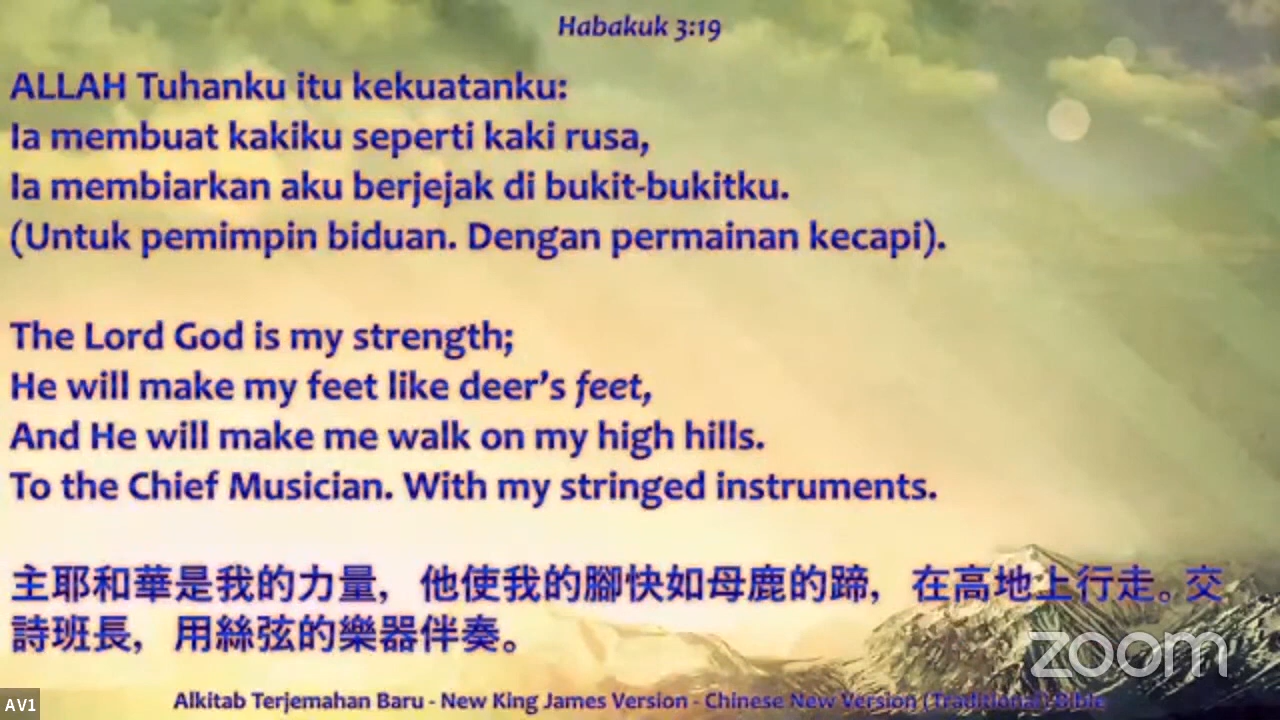 Habakuk 3:19
ALLAH Tuhanku itu kekuatanku:
Ia membuat kakiku seperti kaki rusa,
Ia membiarkan aku berjejak di bukit-bukitku.
(Untuk pemimpin biduan. Dengan permainan kecapi).
The Lord God is my strength;
He will make my feet like deer’s feet,
And He will make me walk on my high hills.
To the Chief Musician. With my stringed instruments.
主耶和華是我的力量，他使我的腳快如母鹿的蹄，在高地上行走。交
詩班長，用絲弦的樂器伴奏。
zoom
Alkitab Terjemahan Baru - New King James Version - Chinese New Version (Traditional) Bible
AV1